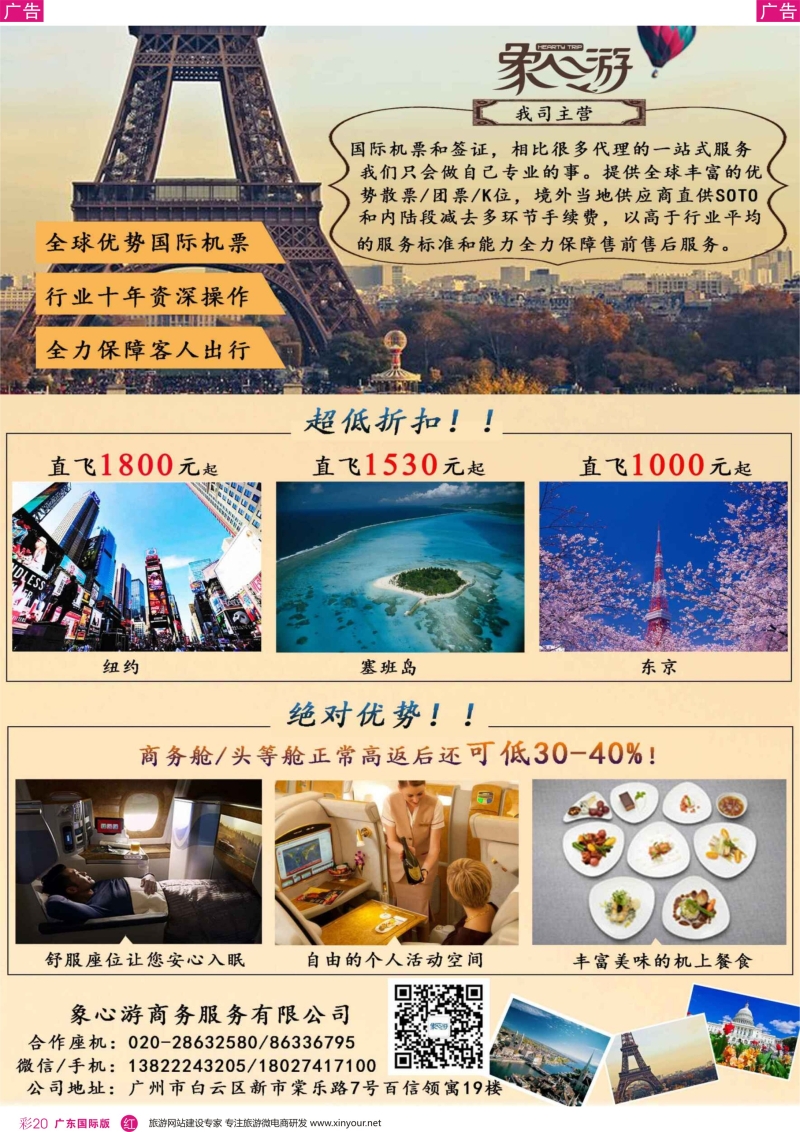 广告
广告
象心游
HEARTY TRIP
我司主营
国际机票和签证，相比很多代理的一站式服务
我们只会做自己专业的事。提供全球丰富的优
势散票/团票/K位，境外当地供应商直供SOTO
和内陆段减去多环节手续费，以高于行业平均
的服务标准和能力全力保障售前售后服务。
全球优势国际机票
行业十年资深操作
全力保障客人出行
超低折扣！！
直飞1800元起
直飞1530元起
直飞1000元起
纽约
塞班岛
东京
绝对优势！！
商务舱/头等舱正常高返后还可低30-40%!
舒服座位让您安心入眠
自由的个人活动空间
丰富美味的机上餐食
象心游商务服务有限公司
合作座机：020-28632580/86336795
微信/手机：13822243205/18027417100
公司地址：广州市白云区新市棠乐路7号百信领寓19楼
彩20 广东国际版 红 旅游网站建设专家 专注旅游微电商研发 www.xinyour.net